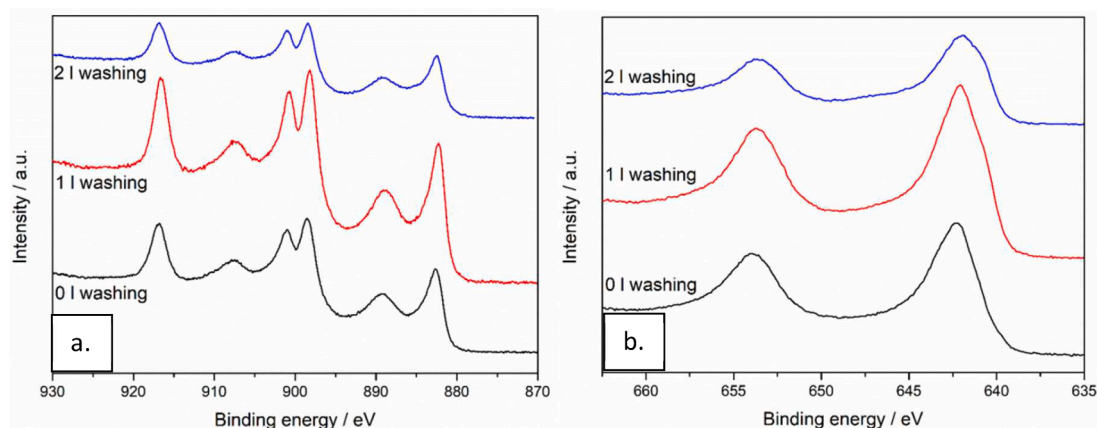 2 l washing
1 l washing
0 l washing
a.
Intensity / a.u.
930 920 910 900 890 880 870
Binding energy / eV
2 l washing
1 l washing
0 l washing
b.
Intensity / a.u.
660 655 650 645 640 635
Binding energy / eV